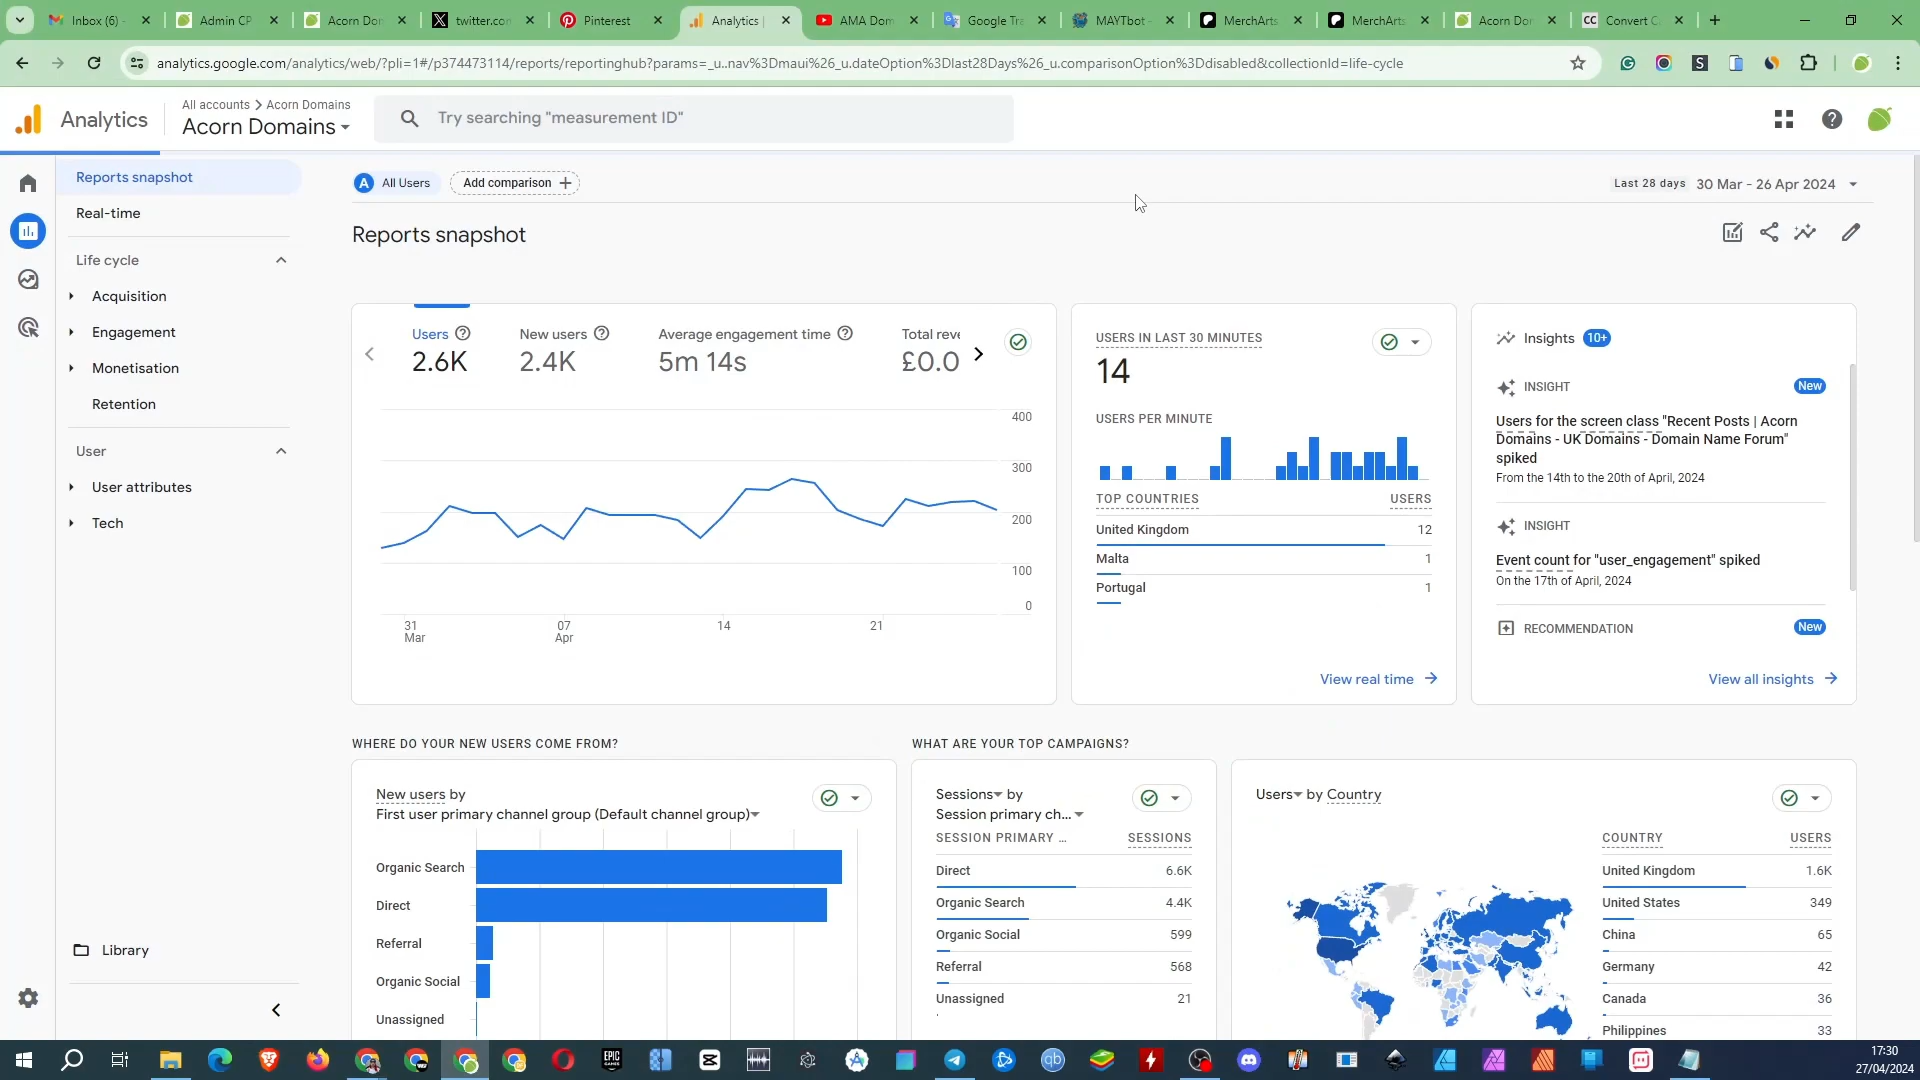 Inbox (6) -
Admin CP
Acorn Don
twitter.con
Pinterest
Analytics |
AMA Dom
Google Tra
MAYTbot -
MerchArts
MerchArts
Acorn Dor
Convert C
analytics.google.com/analytics/web/?pli=1#/p374473114/reports/reportinghub?params=_u..nav%3Dmaui%26_u.dateOption%3Dlast28Days%26_u.comparisonOption%3Ddisabled&collectionId=life-cycle
Analytics
All accounts > Acorn Domains
Acorn Domains
Try searching "measurement ID"
Reports snapshot
Real-time
Life cycle
Acquisition
Engagement
Monetisation
Retention
User
User attributes
Tech
Library
A All Users
Add comparison +
Last 28 days 30 Mar - 26 Apr 2024
Reports snapshot
Users
2.6K
New users
2.4K
Average engagement time
5m 14s
Total reve
£0.0
400
300
200
100
0
31
Mar
07
Apr
14
21
USERS IN LAST 30 MINUTES
14
USERS PER MINUTE
TOP COUNTRIES USERS
United Kingdom 12
Malta 1
Portugal 1
View real time
Insights 10+
INSIGHT New
Users for the screen class "Recent Posts | Acorn
Domains - UK Domains - Domain Name Forum"
spiked
From the 14th to the 20th of April, 2024
INSIGHT
Event count for "user_engagement" spiked
On the 17th of April, 2024
RECOMMENDATION New
View all insights
WHERE DO YOUR NEW USERS COME FROM?
New users by
First user primary channel group (Default channel group)
Organic Search
Direct
Referral
Organic Social
Unassigned
WHAT ARE YOUR TOP CAMPAIGNS?
Sessions by
Session primary ch...
SESSION PRIMARY ... SESSIONS
Direct 6.6K
Organic Search 4.4K
Organic Social 599
Referral 568
Unassigned 21
Users by Country
COUNTRY USERS
United Kingdom 1.6K
United States 349
China 65
Germany 42
Canada 36
Philippines 33
17:30
27/04/2024